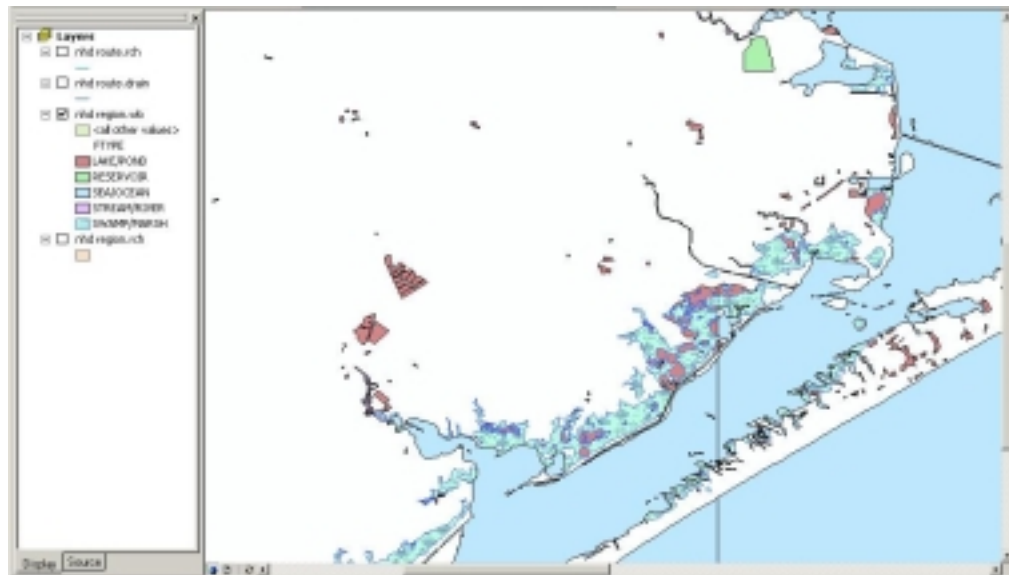 Layers
nhd route.rch
nhd route.drain
nhd region.wb
<all other values>
FTYPE
LAKE/POND
RESERVOIR
SEA/OCEAN
STREAM/RIVER
SWAMP/MARSH
nhd region.rch
Display
Source